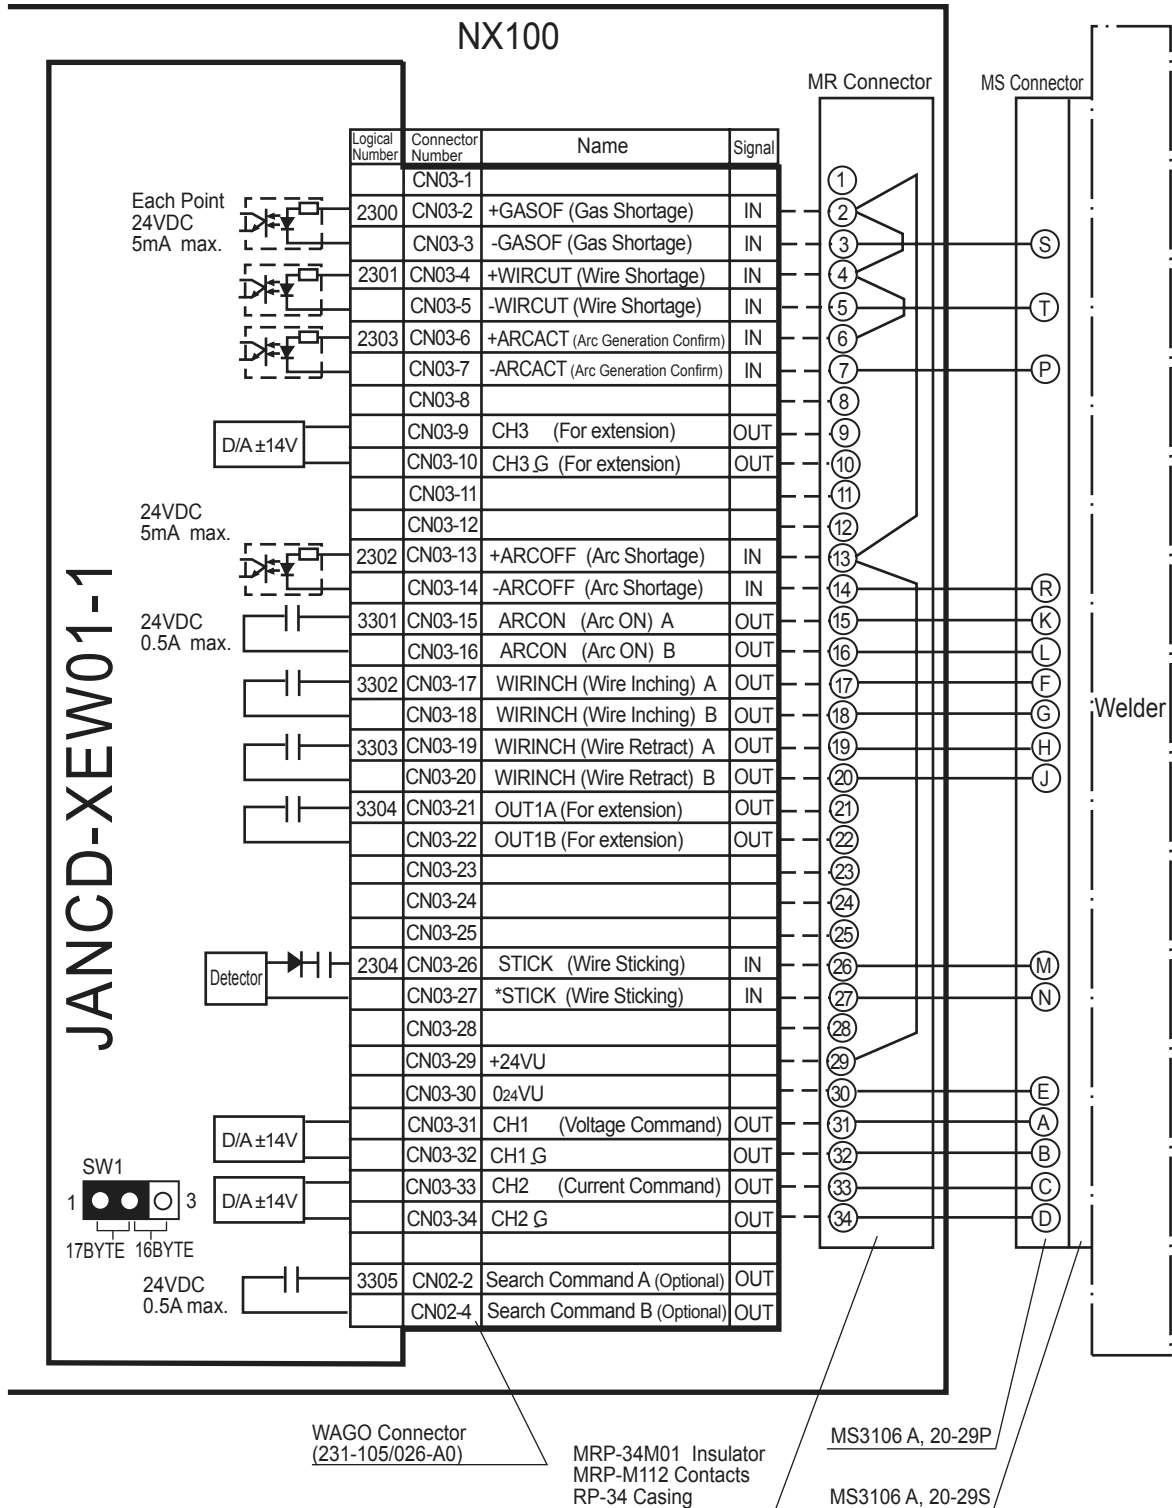 NX100
MR Connector
MS Connector
Logical Number Connector Number Name Signal
CN03-1 1
Each Point
24VDC
5mA max.
2300 CN03-2 +GASOF (Gas Shortage) IN 2
CN03-3 -GASOF (Gas Shortage) IN 3 S
2301 CN03-4 +WIRCUT (Wire Shortage) IN 4
CN03-5 -WIRCUT (Wire Shortage) IN 5 T
2303 CN03-6 +ARCACT (Arc Generation Confirm) IN 6
CN03-7 -ARCACT (Arc Generation Confirm) IN 7 P
CN03-8 8
D/A ±14V
CN03-9 CH3 (For extension) OUT 9
CN03-10 CH3_G (For extension) OUT 10
CN03-11 11
CN03-12 12
24VDC
5mA max.
2302 CN03-13 +ARCOFF (Arc Shortage) IN 13
CN03-14 -ARCOFF (Arc Shortage) IN 14 R
24VDC
0.5A max.
3301 CN03-15 ARCON (Arc ON) A OUT 15 K
CN03-16 ARCON (Arc ON) B OUT 16 L
3302 CN03-17 WIRINCH (Wire Inching) A OUT 17 F
CN03-18 WIRINCH (Wire Inching) B OUT 18 G
Welder
3303 CN03-19 WIRINCH (Wire Retract) A OUT 19 H
CN03-20 WIRINCH (Wire Retract) B OUT 20 J
3304 CN03-21 OUT1A (For extension) OUT 21
CN03-22 OUT1B (For extension) OUT 22
CN03-23 23
CN03-24 24
CN03-25 25
JANCD-XEW01-1
Detector
2304 CN03-26 STICK (Wire Sticking) IN 26 M
CN03-27 *STICK (Wire Sticking) IN 27 N
CN03-28 28
CN03-29 +24VU 29
CN03-30 024VU 30 E
D/A ±14V
CN03-31 CH1 (Voltage Command) OUT 31 A
CN03-32 CH1_G OUT 32 B
D/A ±14V
CN03-33 CH2 (Current Command) OUT 33 C
CN03-34 CH2_G OUT 34 D
SW1
1 3
17BYTE 16BYTE
24VDC
0.5A max.
3305 CN02-2 Search Command A (Optional) OUT
CN02-4 Search Command B (Optional) OUT
WAGO Connector
(231-105/026-A0)
MRP-34M01 Insulator
MRP-M112 Contacts
RP-34 Casing
MS3106 A, 20-29P
MS3106 A, 20-29S